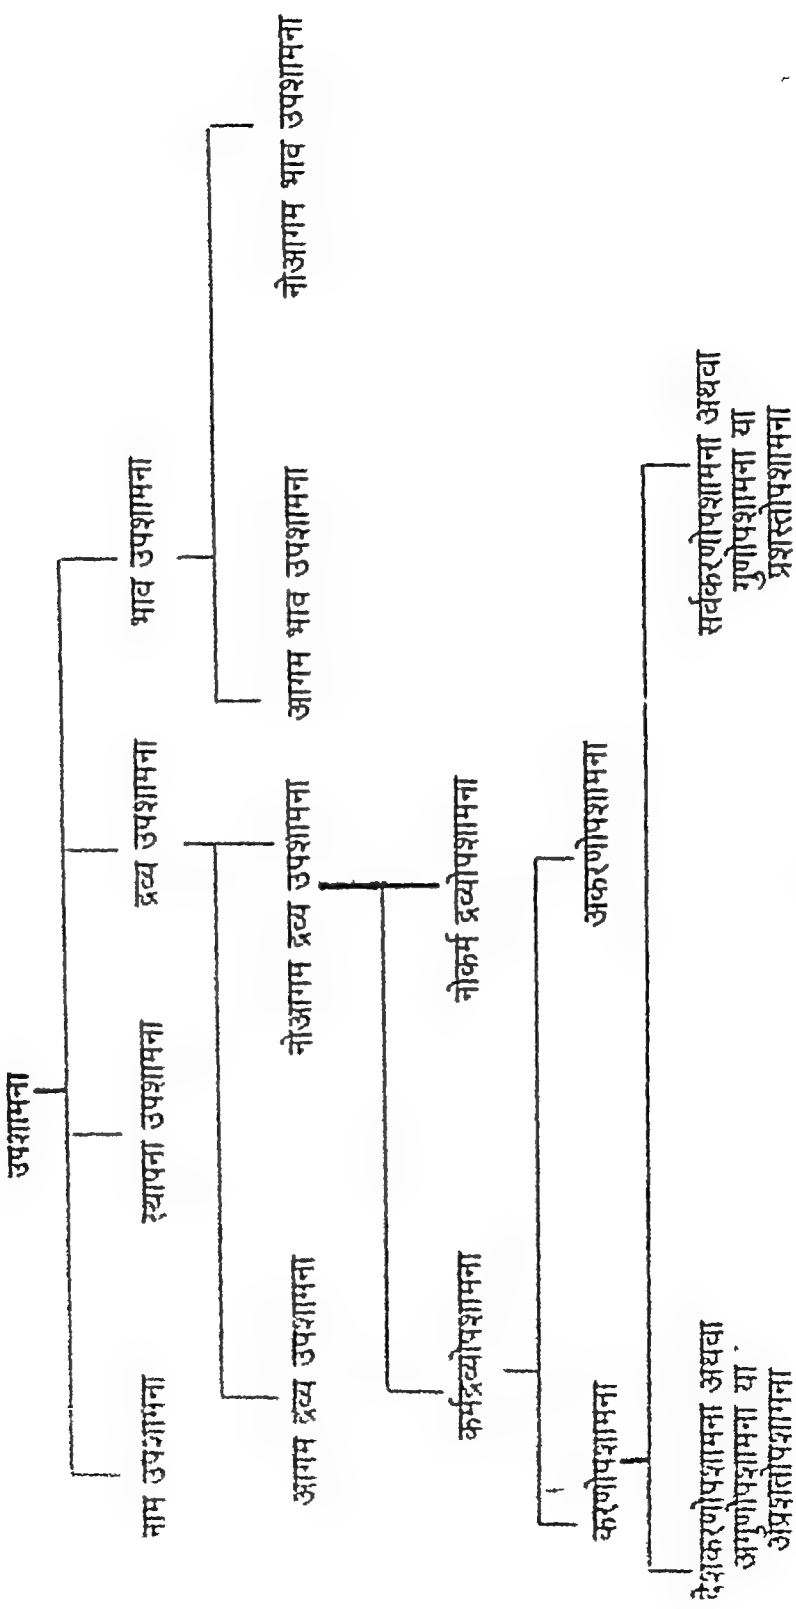 उपशामना
नाम उपशामना
स्थापना उपशामना
द्रव्य उपशामना
भाव उपशामना
आगम द्रव्य उपशामना
नोआगम द्रव्य उपशामना
आगम भाव उपशामना
नोआगम भाव उपशामना
कर्मद्रव्योपशामना
नोकर्म द्रव्योपशामना
करणोपशामना
अकरणोपशामना
देशकरणोपशामना अथवा
अगुणोपशामना या
अप्रशस्तोपशामना
सर्वकरणोपशामना अथवा
गुणोपशामना या
प्रशस्तोपशामना